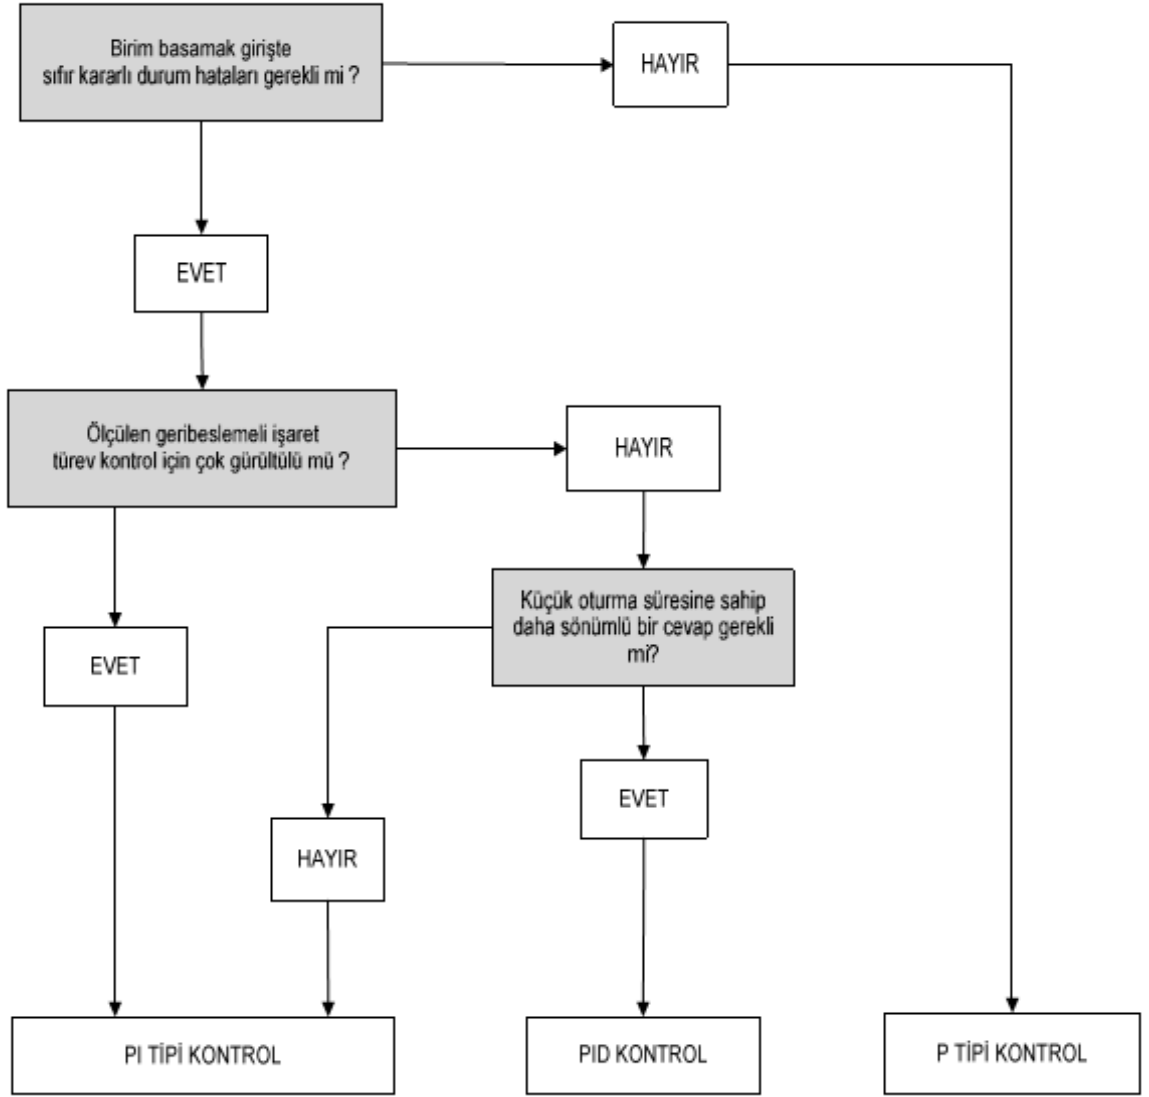 Birim basamak girişte
sıfır kararlı durum hataları gerekli mi ?
HAYIR
EVET
Ölçülen geribeslemeli işaret
türev kontrol için çok gürültülü mü ?
HAYIR
Küçük oturma süresine sahip
daha sönümlü bir cevap gerekli
mi?
EVET
EVET
HAYIR
PI TİPİ KONTROL
PID KONTROL
P TİPİ KONTROL